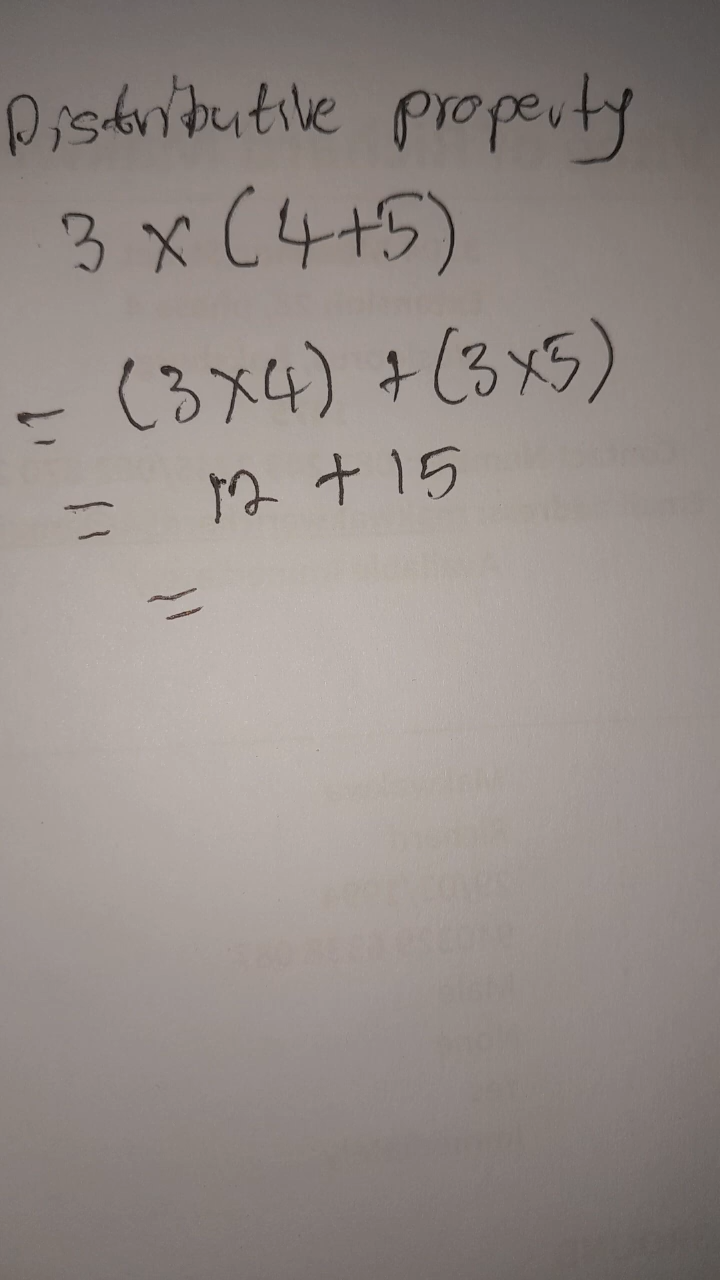 Distributive property
3 x (4+5)
= (3x4) + (3x5)
= 12 + 15
=